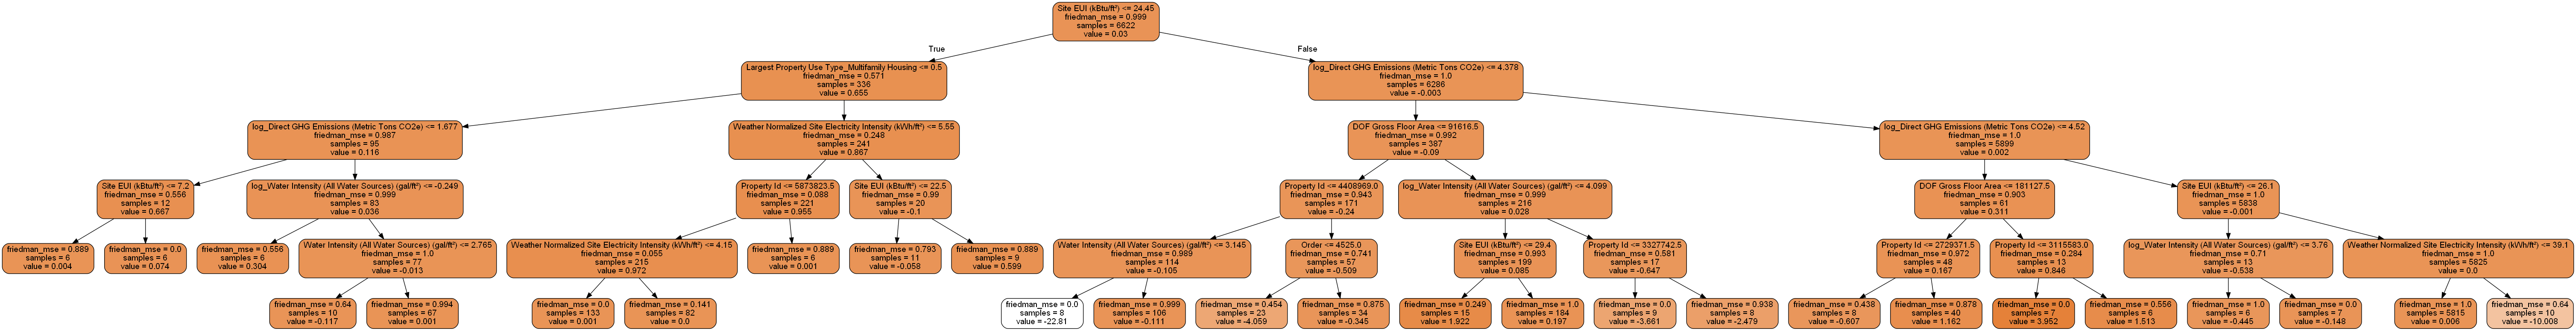 Site EUI (kBtu/ft²) <= 24.45
friedman_mse = 0.999
samples = 6622
value = 0.03
True
False
Largest Property Use Type_Multifamily Housing <= 0.5
friedman_mse = 0.571
samples = 336
value = 0.655
log_Direct GHG Emissions (Metric Tons CO2e) <= 4.378
friedman_mse = 1.0
samples = 6286
value = -0.003
log_Direct GHG Emissions (Metric Tons CO2e) <= 1.677
friedman_mse = 0.987
samples = 95
value = 0.116
Weather Normalized Site Electricity Intensity (kWh/ft²) <= 5.55
friedman_mse = 0.248
samples = 241
value = 0.867
DOF Gross Floor Area <= 91616.5
friedman_mse = 0.992
samples = 387
value = -0.09
log_Direct GHG Emissions (Metric Tons CO2e) <= 4.52
friedman_mse = 1.0
samples = 5899
value = 0.002
Site EUI (kBtu/ft²) <= 7.2
friedman_mse = 0.556
samples = 12
value = 0.667
log_Water Intensity (All Water Sources) (gal/ft²) <= -0.249
friedman_mse = 0.999
samples = 83
value = 0.036
Property Id <= 5873823.5
friedman_mse = 0.088
samples = 221
value = 0.955
Site EUI (kBtu/ft²) <= 22.5
friedman_mse = 0.99
samples = 20
value = -0.1
Property Id <= 4408969.0
friedman_mse = 0.943
samples = 171
value = -0.24
log_Water Intensity (All Water Sources) (gal/ft²) <= 4.099
friedman_mse = 0.999
samples = 216
value = 0.028
DOF Gross Floor Area <= 181127.5
friedman_mse = 0.903
samples = 61
value = 0.311
Site EUI (kBtu/ft²) <= 26.1
friedman_mse = 1.0
samples = 5838
value = -0.001
friedman_mse = 0.889
samples = 6
value = 0.004
friedman_mse = 0.0
samples = 6
value = 0.074
friedman_mse = 0.556
samples = 6
value = 0.304
Water Intensity (All Water Sources) (gal/ft²) <= 2.765
friedman_mse = 1.0
samples = 77
value = -0.013
Weather Normalized Site Electricity Intensity (kWh/ft²) <= 4.15
friedman_mse = 0.055
samples = 215
value = 0.972
friedman_mse = 0.889
samples = 6
value = 0.001
friedman_mse = 0.793
samples = 11
value = -0.058
friedman_mse = 0.889
samples = 9
value = 0.599
Water Intensity (All Water Sources) (gal/ft²) <= 3.145
friedman_mse = 0.989
samples = 114
value = -0.105
Order <= 4525.0
friedman_mse = 0.741
samples = 57
value = -0.509
Site EUI (kBtu/ft²) <= 29.4
friedman_mse = 0.993
samples = 199
value = 0.085
Property Id <= 3327742.5
friedman_mse = 0.581
samples = 17
value = -0.647
Property Id <= 2729371.5
friedman_mse = 0.972
samples = 48
value = 0.167
Property Id <= 3115583.0
friedman_mse = 0.284
samples = 13
value = 0.846
log_Water Intensity (All Water Sources) (gal/ft²) <= 3.76
friedman_mse = 0.71
samples = 13
value = -0.538
Weather Normalized Site Electricity Intensity (kWh/ft²) <= 39.1
friedman_mse = 1.0
samples = 5825
value = 0.0
friedman_mse = 0.64
samples = 10
value = -0.117
friedman_mse = 0.994
samples = 67
value = 0.001
friedman_mse = 0.0
samples = 133
value = 0.001
friedman_mse = 0.141
samples = 82
value = 0.0
friedman_mse = 0.0
samples = 8
value = -22.81
friedman_mse = 0.999
samples = 106
value = -0.111
friedman_mse = 0.454
samples = 23
value = -4.059
friedman_mse = 0.875
samples = 34
value = -0.345
friedman_mse = 0.249
samples = 15
value = 1.922
friedman_mse = 1.0
samples = 184
value = 0.197
friedman_mse = 0.0
samples = 9
value = -3.661
friedman_mse = 0.938
samples = 8
value = -2.479
friedman_mse = 0.438
samples = 8
value = -0.607
friedman_mse = 0.878
samples = 40
value = 1.162
friedman_mse = 0.0
samples = 7
value = 3.952
friedman_mse = 0.556
samples = 6
value = 1.513
friedman_mse = 1.0
samples = 6
value = -0.445
friedman_mse = 0.0
samples = 7
value = -0.148
friedman_mse = 1.0
samples = 5815
value = 0.006
friedman_mse = 0.64
samples = 10
value = -10.008